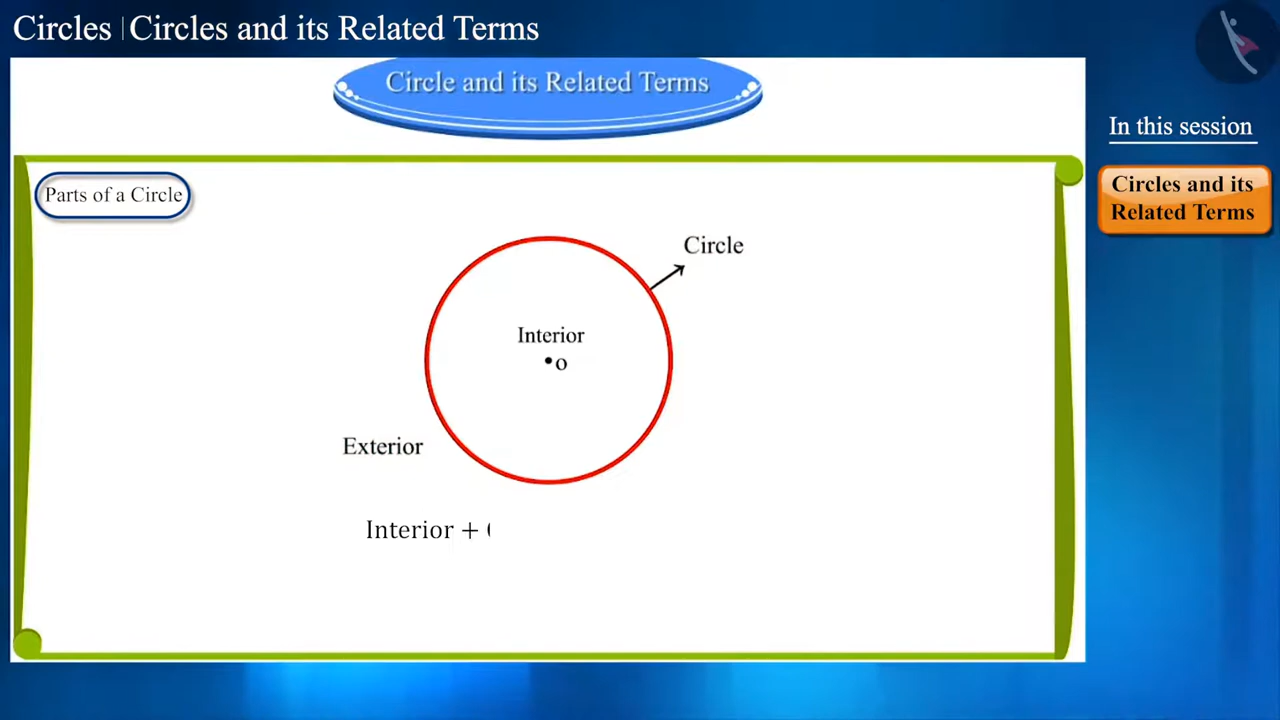 Circles | Circles and its Related Terms
Circle and its Related Terms
In this session
Circles and its
Related Terms
Parts of a Circle
Circle
Interior
o
Exterior
Interior +